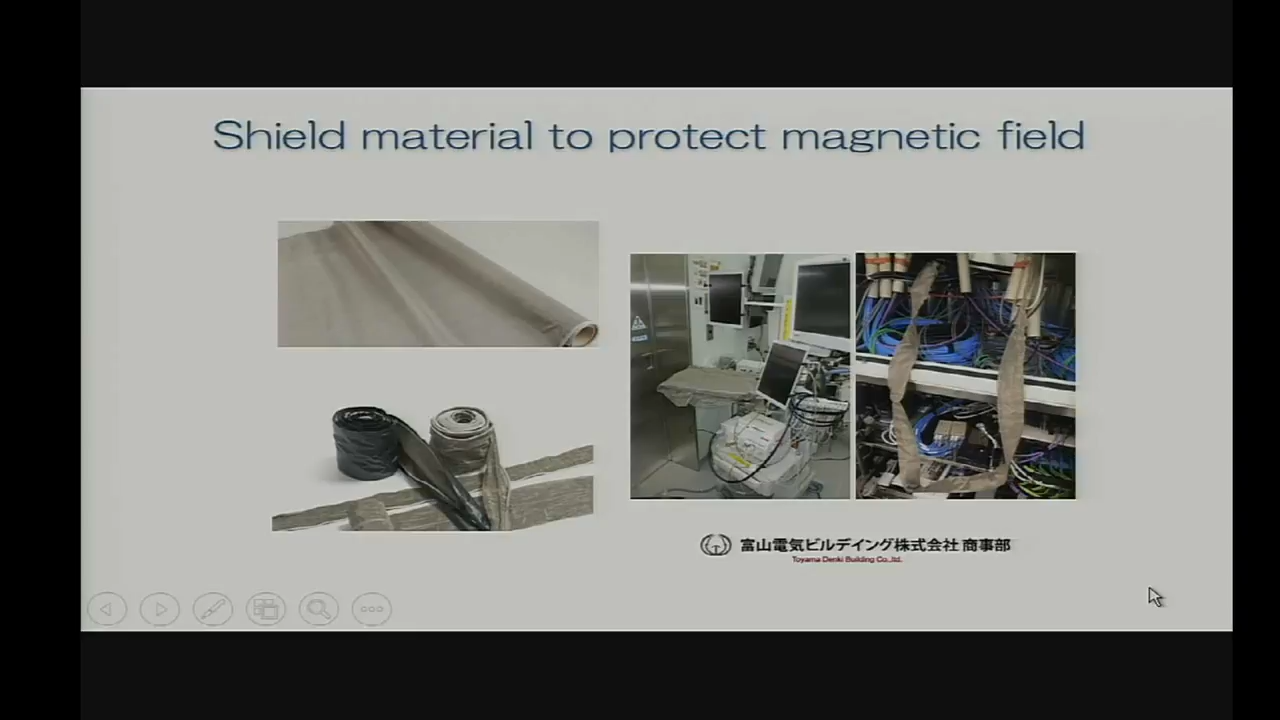 Shield material to protect magnetic field
富山電気ビルデイング株式会社 商事部
Toyama Denki Building Co.,ltd.